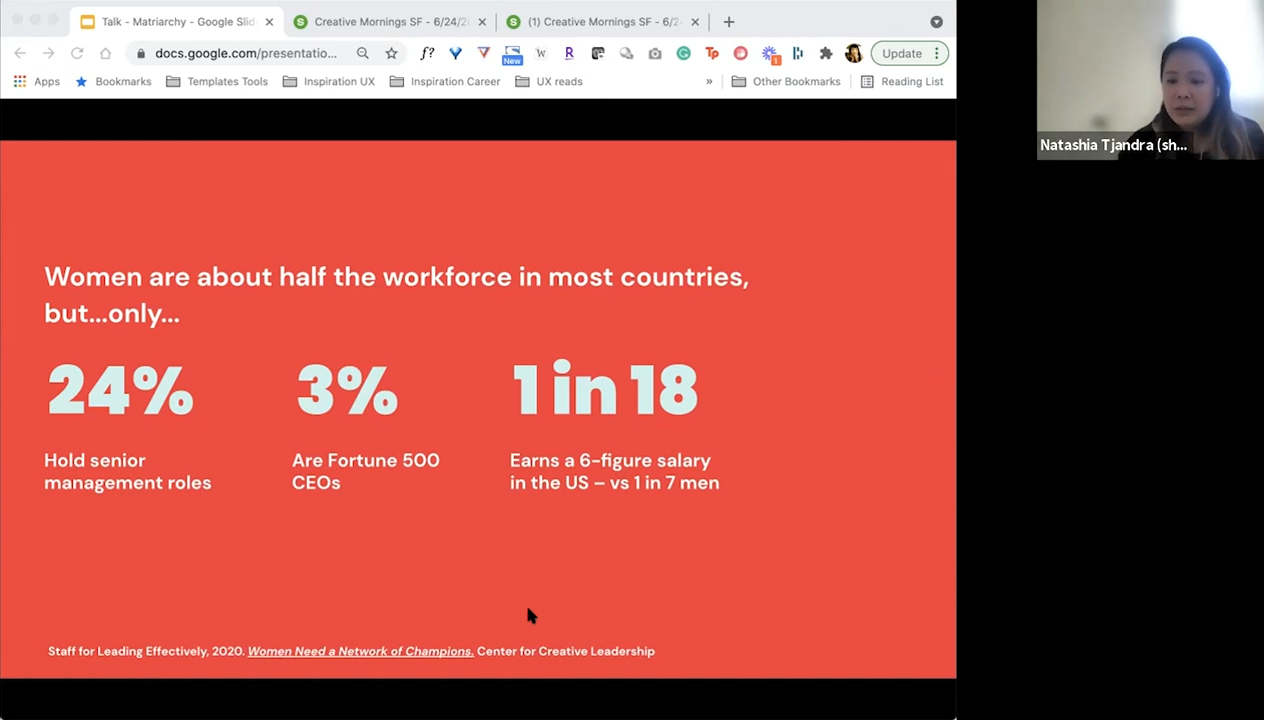 Talk - Matriarchy - Google Slid
Creative Mornings SF - 6/24/2
(1) Creative Mornings SF - 6/2
docs.google.com/presentatio...
f?
New
W
R
Tp
1
Update
Apps
Bookmarks
Templates Tools
Inspiration UX
Inspiration Career
UX reads
»
Other Bookmarks
Reading List
Natashia Tjandra (sh...
Women are about half the workforce in most countries,
but...only...
24%
3%
1 in 18
Hold senior
management roles
Are Fortune 500
CEOs
Earns a 6-figure salary
in the US – vs 1 in 7 men
Staff for Leading Effectively, 2020. Women Need a Network of Champions. Center for Creative Leadership